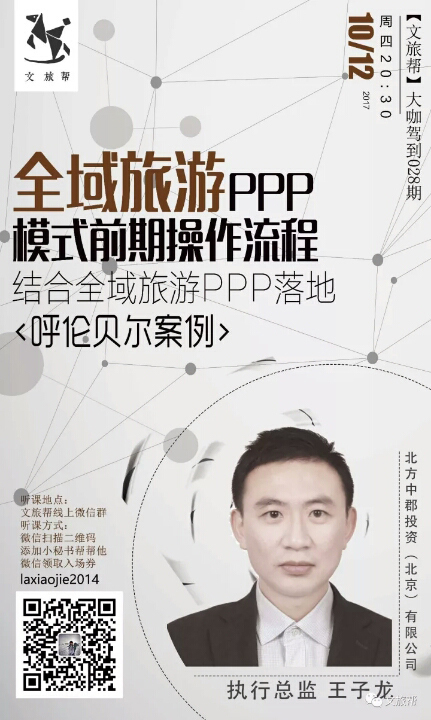 文旅帮
【文旅帮】大咖驾到028期
周四20:30
10/12
2017
全域旅游PPP
模式前期操作流程
结合全域旅游PPP落地
<呼伦贝尔案例>
听课地点：
文旅帮线上微信群
听课方式：
微信扫描二维码
添加小秘书帮帮他
微信领取入场券
laxiaojie2014
北方中郡投资（北京）有限公司
执行总监 王子龙
文旅帮